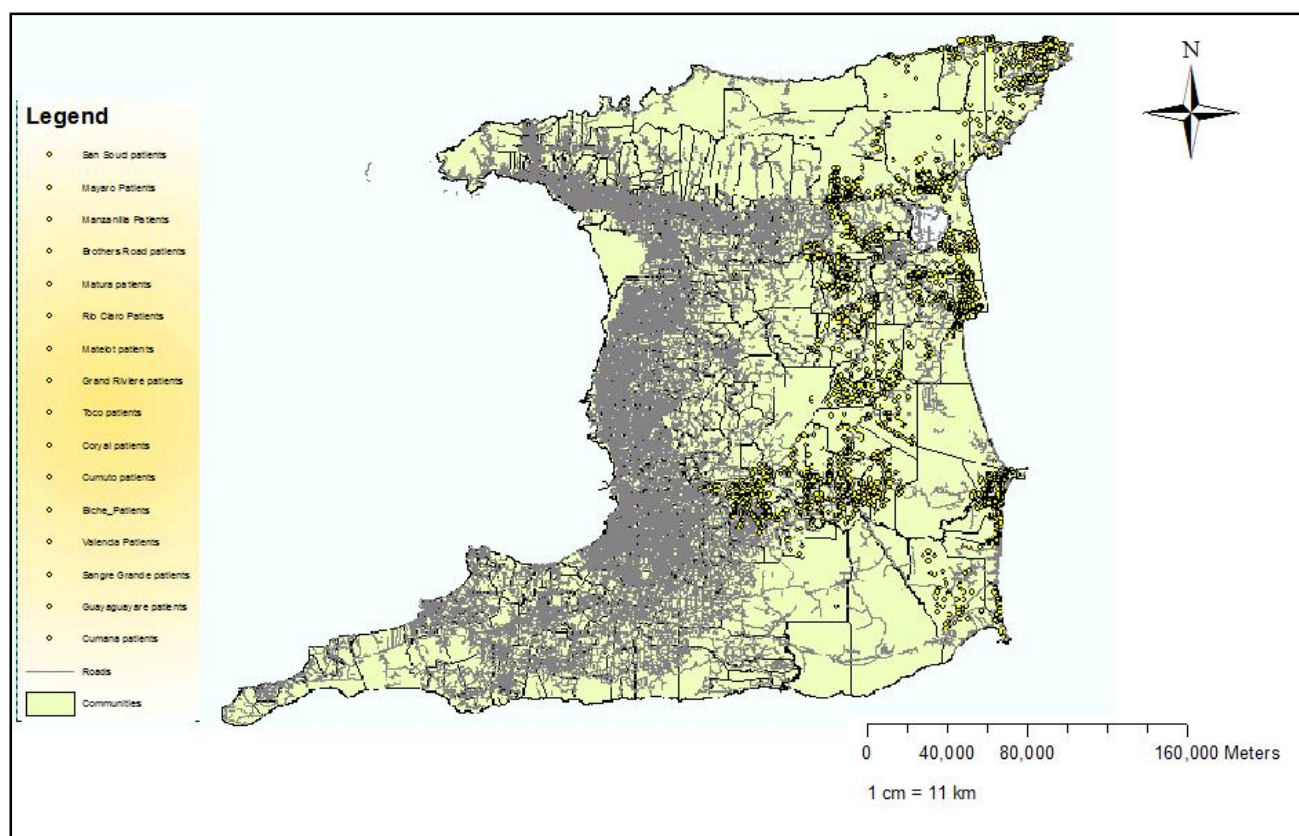 Legend
San Souci patients
Mayaro Patients
Manzanilla Patients
Brothers Road patients
Matura patients
Rio Claro Patients
Matelot patients
Grand Riviere patients
Toco patients
Coryal patients
Cumuto patients
Biche_Patients
Valencia Patients
Sangre Grande patients
Guayaguayare patients
Cumana patients
Roads
Communities
N
0 40,000 80,000 160,000 Meters
1 cm = 11 km